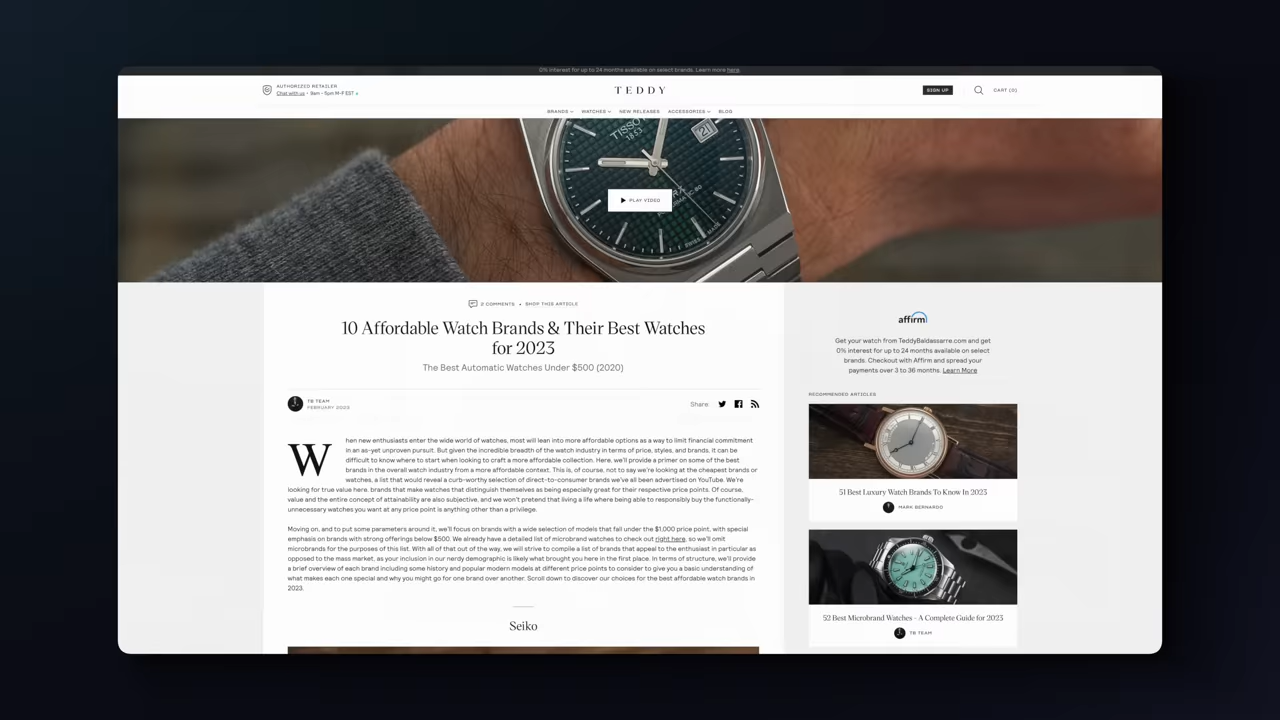 0% interest for up to 24 months available on select brands. Learn more here.
AUTHORIZED RETAILER
Chat with us • 9am - 5pm M-F EST
TEDDY
SIGN UP
CART (0)
BRANDS
WATCHES
NEW RELEASES
ACCESSORIES
BLOG
TISSOT
1853
21
PLAY VIDEO
SWISS MADE
2 COMMENTS • SHOP THIS ARTICLE
10 Affordable Watch Brands & Their Best Watches
for 2023
The Best Automatic Watches Under $500 (2020)
TB TEAM
FEBRUARY 2023
Share:
When new enthusiasts enter the wide world of watches, most will lean into more affordable options as a way to limit financial commitment
in an as-yet unproven pursuit. But given the incredible breadth of the watch industry in terms of price, styles, and brands, it can be
difficult to know where to start when looking to craft a more affordable collection. Here, we'll provide a primer on some of the best
brands in the overall watch industry from a more affordable context. This is, of course, not to say we're looking at the cheapest brands or
watches, a list that would reveal a curb-worthy selection of direct-to-consumer brands we've all been advertised on YouTube. We're
looking for true value here, brands that make watches that distinguish themselves as being especially great for their respective price points. Of course,
value and the entire concept of attainability are also subjective, and we won't pretend that living a life where being able to responsibly buy the functionally-
unnecessary watches you want at any price point is anything other than a privilege.
Moving on, and to put some parameters around it, we'll focus on brands with a wide selection of models that fall under the $1,000 price point, with special
emphasis on brands with strong offerings below $500. We already have a detailed list of microbrand watches to check out right here, so we'll omit
microbrands for the purposes of this list. With all of that out of the way, we will strive to compile a list of brands that appeal to the enthusiast in particular as
opposed to the mass market, as your inclusion in our nerdy demographic is likely what brought you here in the first place. In terms of structure, we'll provide
a brief overview of each brand including some history and popular modern models at different price points to consider to give you a basic understanding of
what makes each one special and why you might go for one brand over another. Scroll down to discover our choices for the best affordable watch brands in
2023.
Seiko
affirm
Get your watch from TeddyBaldassarre.com and get
0% interest for up to 24 months available on select
brands. Checkout with Affirm and spread your
payments over 3 to 36 months. Learn More
RECOMMENDED ARTICLES
51 Best Luxury Watch Brands To Know In 2023
MARK BERNARDO
52 Best Microbrand Watches - A Complete Guide for 2023
TB TEAM